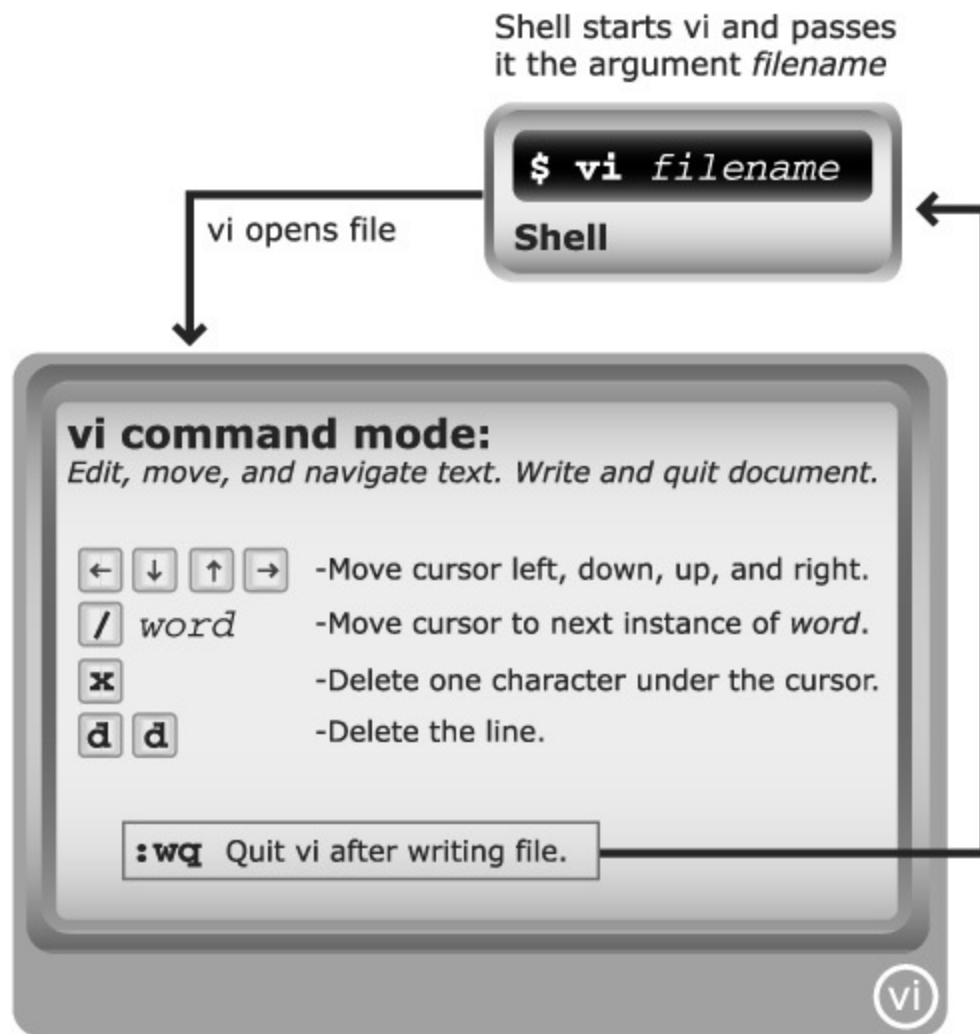 Shell starts vi and passes
it the argument filename
$ vi filename
Shell
vi opens file
vi command mode:
Edit, move, and navigate text. Write and quit document.
← ↓ ↑ → -Move cursor left, down, up, and right.
/ word -Move cursor to next instance of word.
x -Delete one character under the cursor.
d d -Delete the line.
:wq Quit vi after writing file.
vi